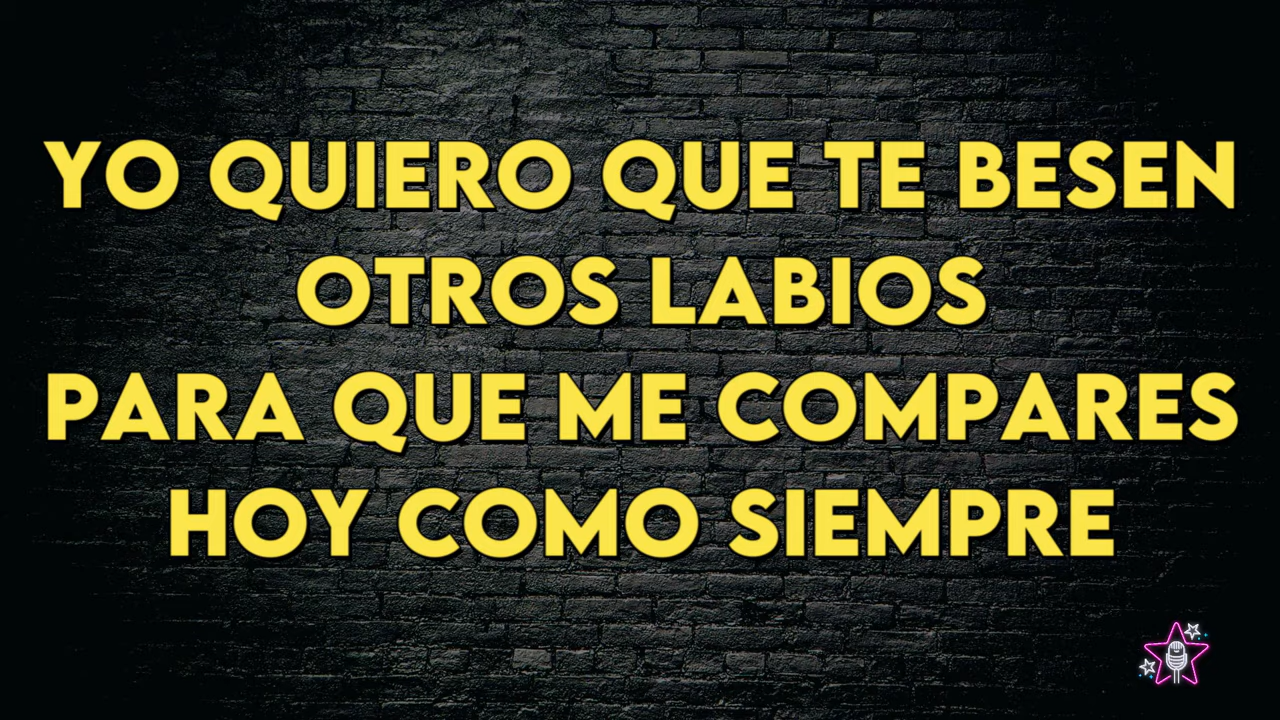 YO QUIERO QUE TE BESEN
OTROS LABIOS
PARA QUE ME COMPARES
HOY COMO SIEMPRE